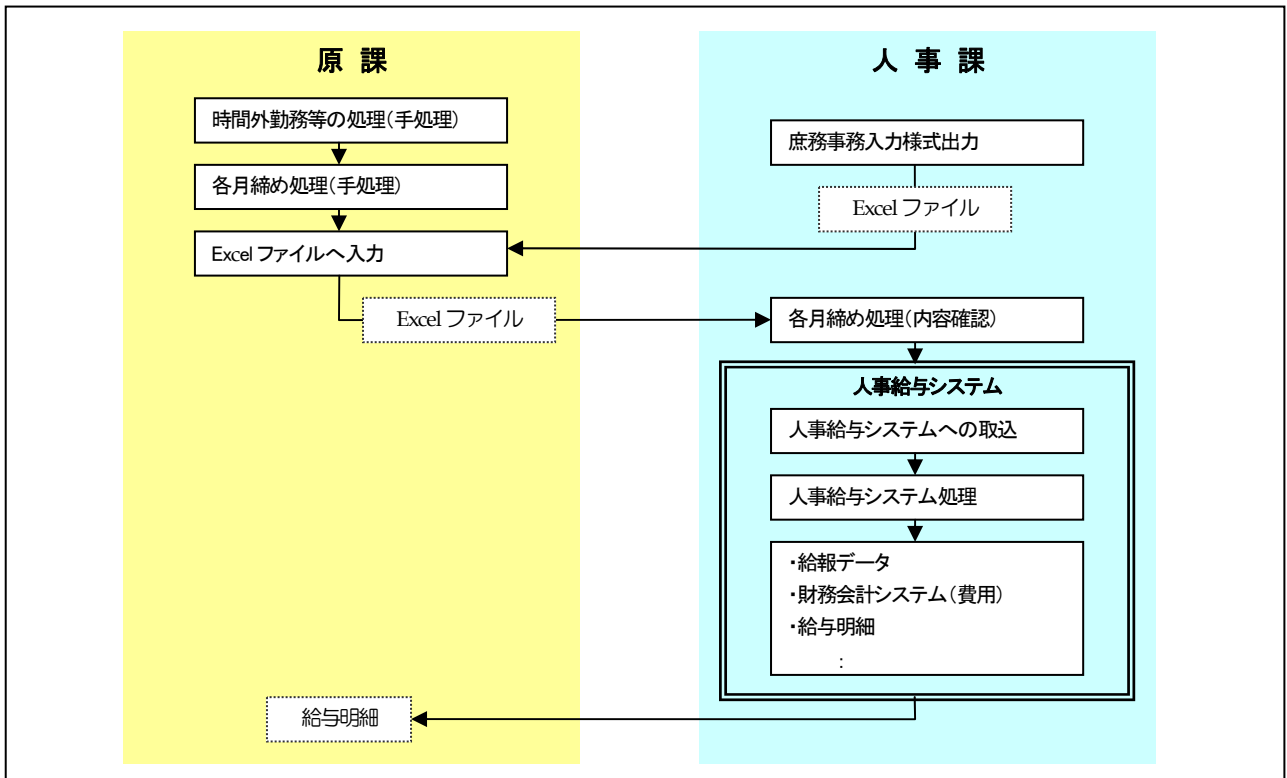 原 課
時間外勤務等の処理(手処理)
各月締め処理(手処理)
Excel ファイルへ入力
Excel ファイル
給与明細
人 事 課
庶務事務入力様式出力
Excel ファイル
各月締め処理(内容確認)
人事給与システム
人事給与システムへの取込
人事給与システム処理
・給報データ
・財務会計システム(費用)
・給与明細
: